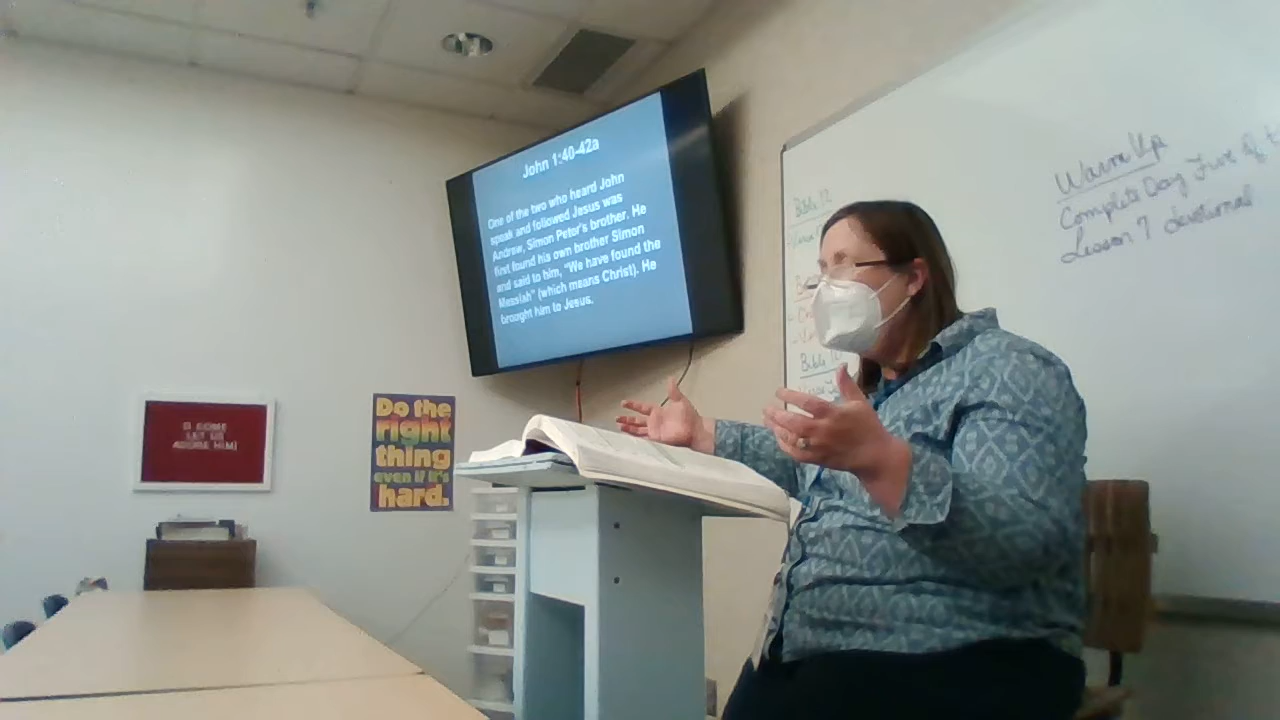 John 1:40-42a
One of the two who heard John
speak and followed Jesus was
Andrew, Simon Peter's brother. He
first found his own brother Simon
and said to him, "We have found the
Messiah" (which means Christ). He
brought him to Jesus.
O COME
LET US
ADORE HIM!
Do the
right
thing
even if it's
hard.
Bible 12
Bible
Warm Up
Complete Day Five of
Lesson 7 devotional